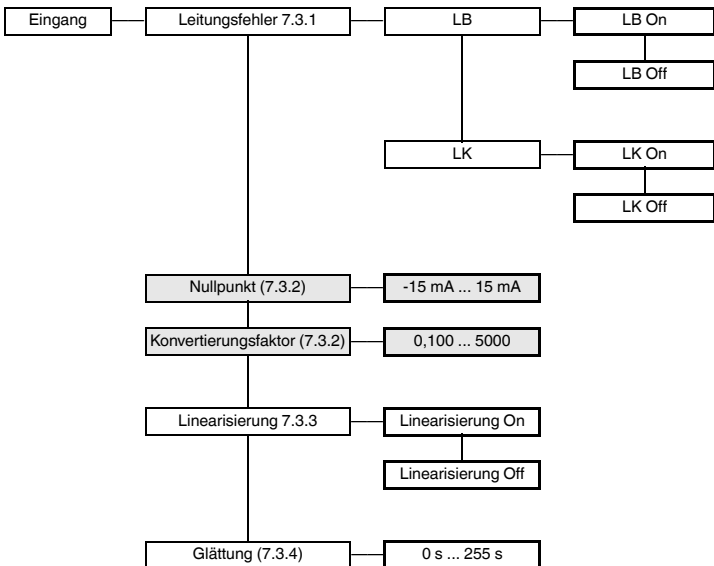 Eingang
Leitungsfehler 7.3.1
LB
LB On
LB Off
LK
LK On
LK Off
Nullpunkt (7.3.2)
-15 mA ... 15 mA
Konvertierungsfaktor (7.3.2)
0,100 ... 5000
Linearisierung 7.3.3
Linearisierung On
Linearisierung Off
Glättung (7.3.4)
0 s ... 255 s